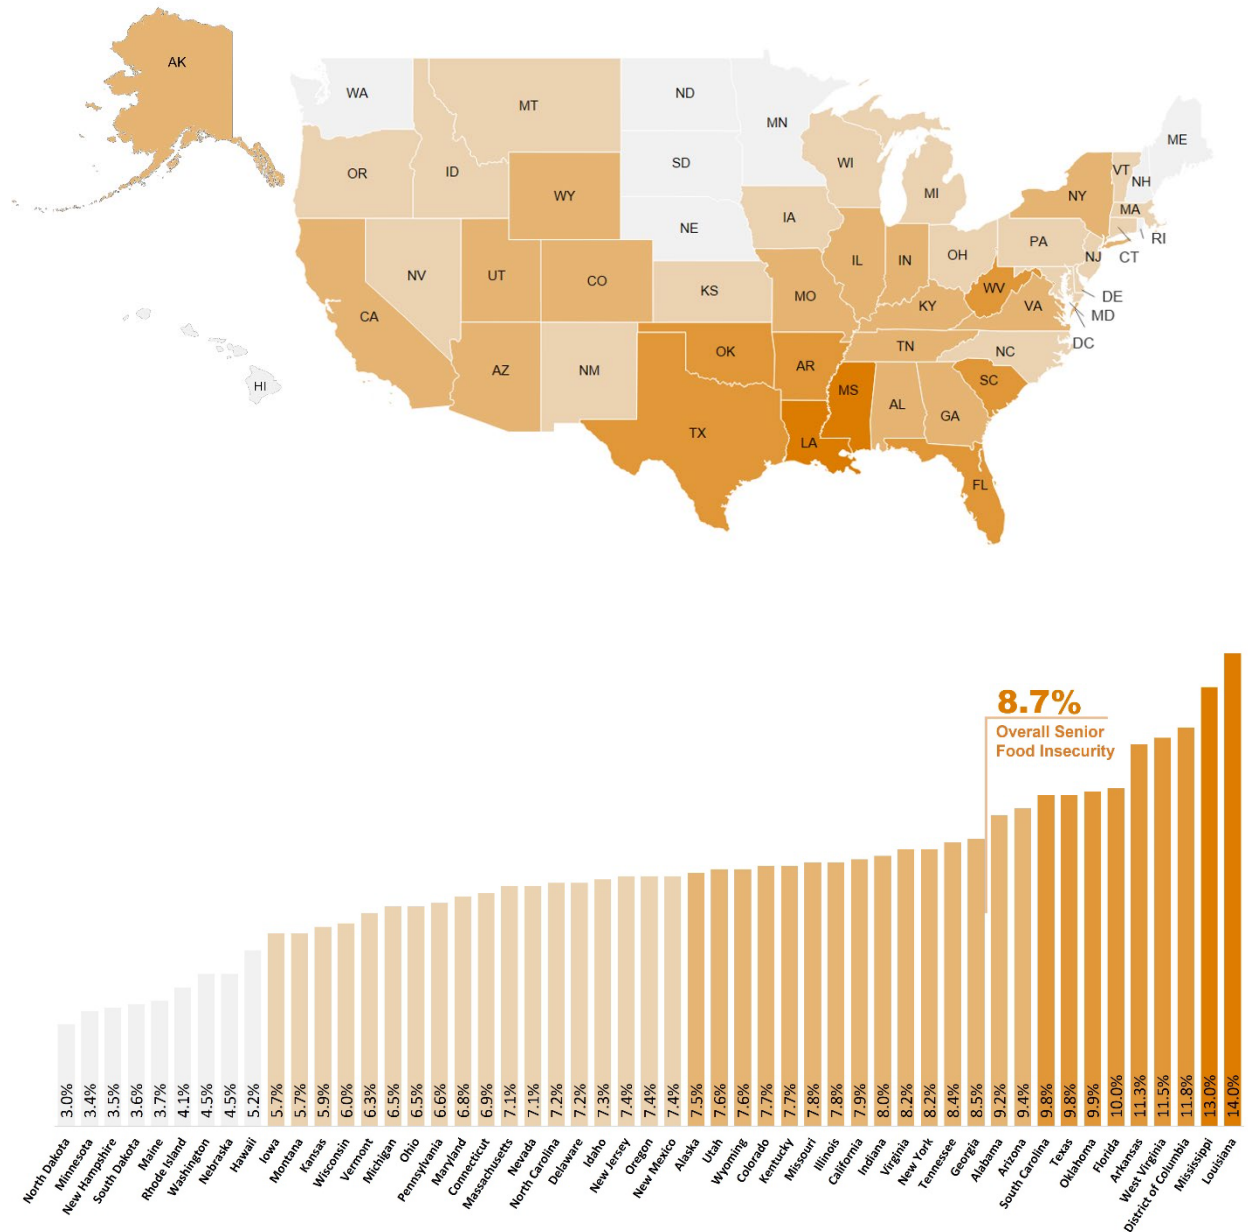 AK
WA
MT
ND
MN
ME
OR
ID
SD
WI
VT
NH
WY
MI
NY
MA
RI
IA
NE
PA
CT
NV
UT
CO
IL
IN
OH
NJ
KS
MO
WV
DE
CA
KY
VA
MD
DC
OK
TN
NC
AZ
NM
AR
SC
HI
MS
AL
GA
TX
LA
FL
8.7%
Overall Senior
Food Insecurity
3.0%
3.4%
3.5%
3.6%
3.7%
4.1%
4.5%
4.5%
5.2%
5.7%
5.7%
5.9%
6.0%
6.3%
6.5%
6.5%
6.6%
6.8%
6.9%
7.1%
7.1%
7.2%
7.2%
7.3%
7.4%
7.4%
7.4%
7.5%
7.6%
7.6%
7.7%
7.7%
7.8%
7.8%
7.9%
8.0%
8.2%
8.2%
8.4%
8.5%
9.2%
9.4%
9.8%
9.8%
9.9%
10.0%
11.3%
11.5%
11.8%
13.0%
14.0%
North Dakota
Minnesota
New Hampshire
South Dakota
Maine
Rhode Island
Washington
Nebraska
Hawaii
Iowa
Montana
Kansas
Wisconsin
Vermont
Michigan
Ohio
Pennsylvania
Maryland
Connecticut
Massachusetts
Nevada
North Carolina
Delaware
Idaho
New Jersey
Oregon
New Mexico
Alaska
Utah
Wyoming
Colorado
Kentucky
Missouri
Illinois
California
Indiana
Virginia
New York
Tennessee
Georgia
Alabama
Arizona
South Carolina
Texas
Oklahoma
Florida
Arkansas
West Virginia
District of Columbia
Mississippi
Louisiana